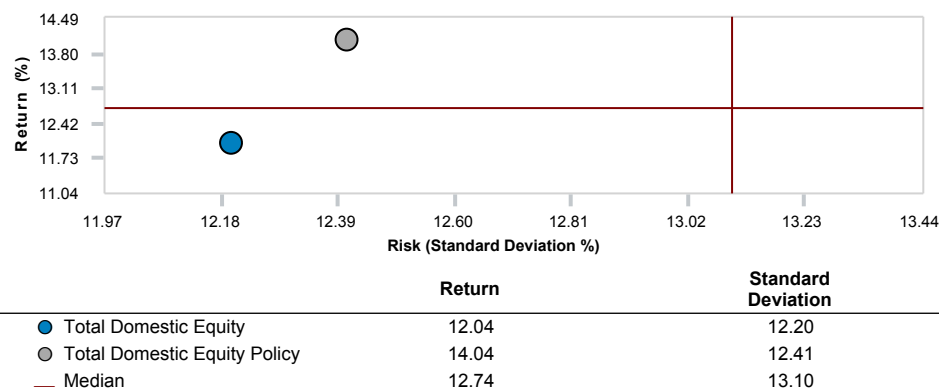 14.49
13.80
13.11
12.42
11.73
11.04
Return (%)
11.97 12.18 12.39 12.60 12.81 13.02 13.23 13.44
Risk (Standard Deviation %)
Return Standard Deviation
Total Domestic Equity 12.04 12.20
Total Domestic Equity Policy 14.04 12.41
Median 12.74 13.10